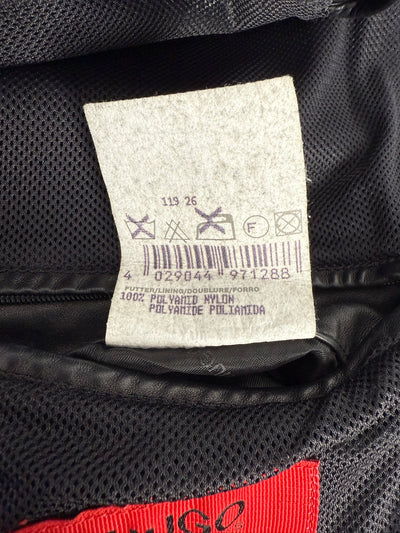 119 26
F
4 029044 971288
FUTTER/LINING/DOUBLURE/FORRO
100% POLYAMID NYLON
POLYAMIDE POLIAMIDA